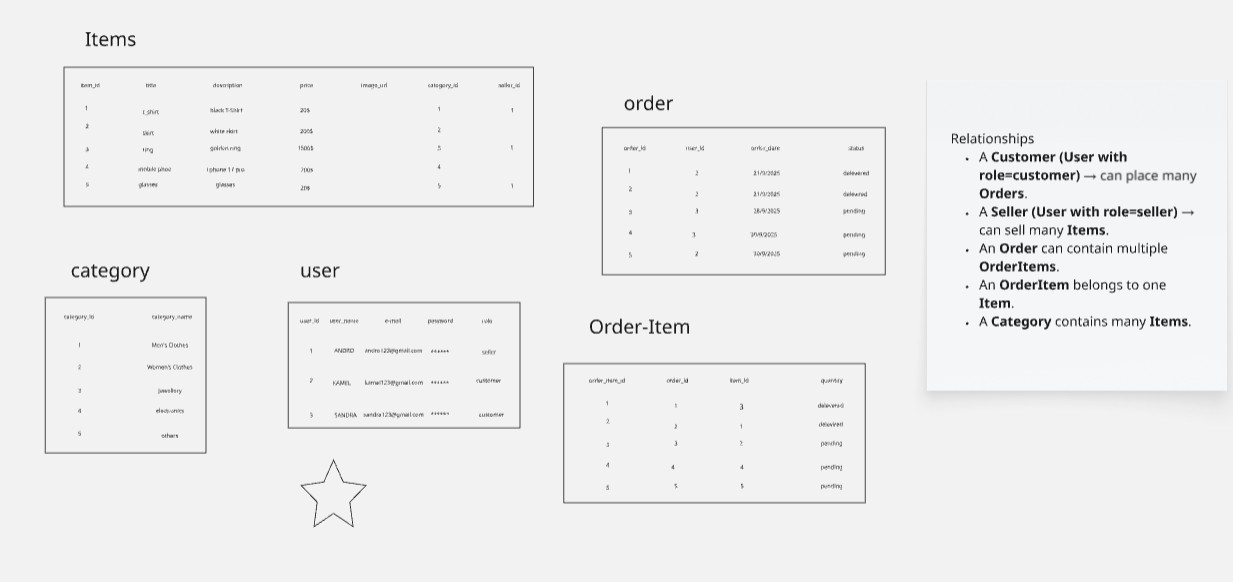 Items
item_id title description price image_url category_id seller_id
1 t_shirt black T-Shirt 20$ 1 1
2 skirt white skirt 200$ 2
3 ring golden ring 1500$ 3 1
4 mobile phod iphone 17 pro 4
5 glasses glasses 20$ 5 1
order
order_id user_id order_date status
1 2 21/9/2025 delevered
2 2 21/9/2025 delevered
3 3 28/9/2025 pending
4 3 pending
5 2 30/9/2025 pending
category
category_id category_name
1 Men's Clothes
2 Women's Clothes
3 jewellery
4 electronics
5 others
user
user_id user_name e-mail password role
1 ANDRO andro123@gmail.com ****** seller
2 KAMEL kamel123@gmail.com ****** customer
3 SANDRA sandra123@gmail.com ****** customer
Order-Item
order_item_id order_id item_id quantity
1 1 3 delevered
2 2 1 delevered
3 3 2 pending
4 4 4 pending
5 5 5 pending
Relationships
• A Customer (User with
role=customer) → can place many
Orders.
• A Seller (User with role=seller) →
can sell many Items.
• An Order can contain multiple
OrderItems.
• An OrderItem belongs to one
Item.
• A Category contains many Items.